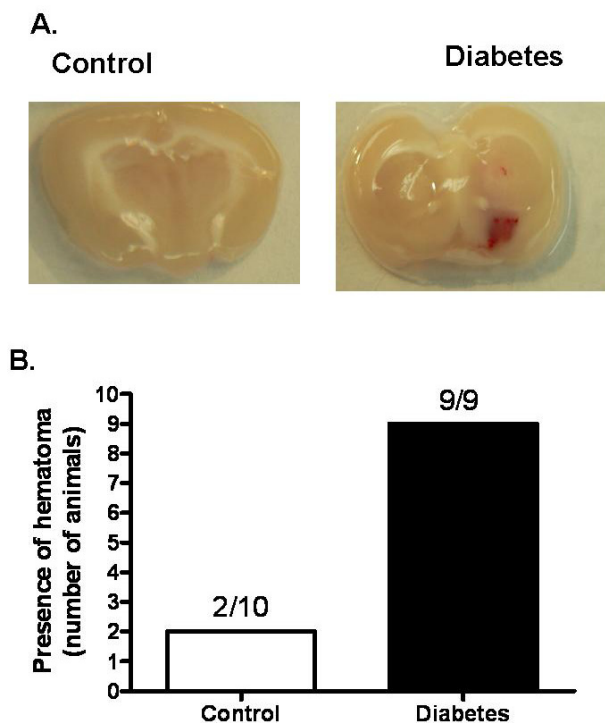 A.
Control
Diabetes
B.
Presence of hematoma
(number of animals)
10
9
8
7
6
5
4
3
2
1
0
2/10
9/9
Control
Diabetes